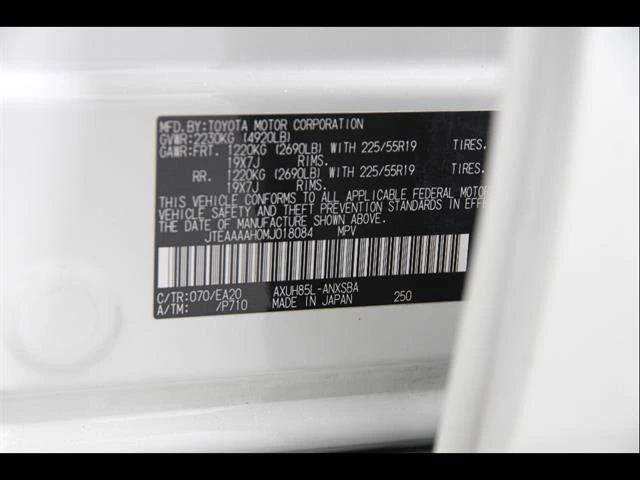 MFD.BY:TOYOTA MOTOR CORPORATION
GVWR:2230KG (4920LB)
GAWR:FRT. 1220KG (2690LB) WITH 225/55R19 TIRES.
19X7J RIMS.
RR. 1220KG (2690LB) WITH 225/55R19 TIRES.
19X7J RIMS.
THIS VEHICLE CONFORMS TO ALL APPLICABLE FEDERAL MOTOR
VEHICLE SAFETY AND THEFT PREVENTION STANDARDS IN EFFE
ON THE DATE OF MANUFACTURE SHOWN ABOVE.
JTEAAAAH0MJ018084 MPV
C/TR:070/EA20 AXUH85L-ANXSBA
A/TM: /P710 MADE IN JAPAN 250